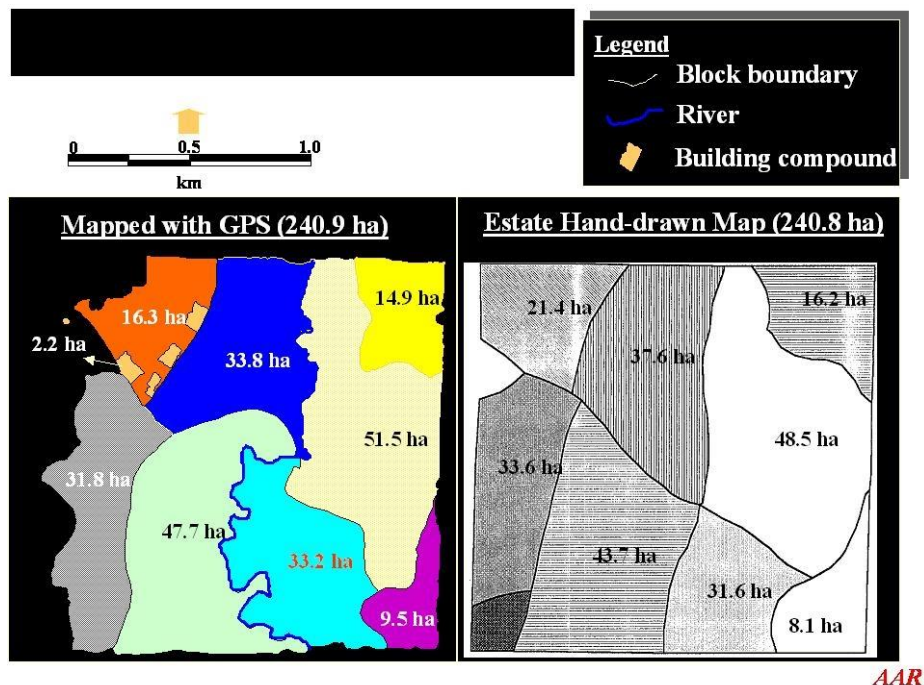 Legend
Block boundary
River
Building compound
0 0.5 1.0
km
Mapped with GPS (240.9 ha)
16.3 ha
14.9 ha
2.2 ha
33.8 ha
51.5 ha
31.8 ha
47.7 ha
33.2 ha
9.5 ha
Estate Hand-drawn Map (240.8 ha)
21.4 ha
16.2 ha
37.6 ha
48.5 ha
33.6 ha
43.7 ha
31.6 ha
8.1 ha
AAR